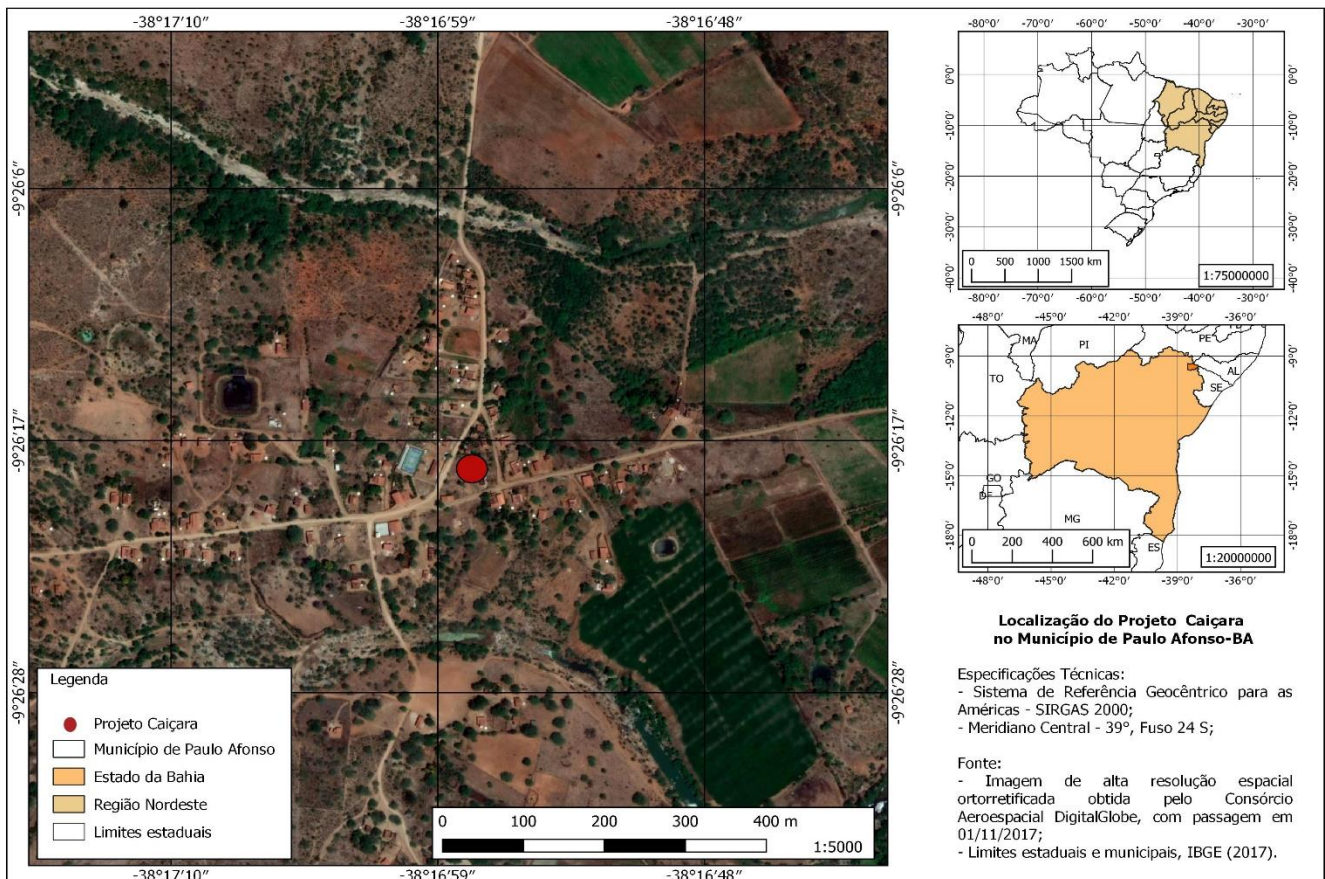 -38°17'10"
-38°16'59"
-38°16'48"
-9°26'6"
-9°26'6"
-9°26'17"
-9°26'17"
-9°26'28"
-9°26'28"
Legenda
Projeto Caiçara
Município de Paulo Afonso
Estado da Bahia
Região Nordeste
Limites estaduais
0 100 200 300 400 m
1:5000
-38°17'10"
-38°16'59"
-38°16'48"
-80°0' -70°0' -60°0' -50°0' -40°0' -30°0'
0°0'
0°0'
-10°0'
-10°0'
-20°0'
-20°0'
-30°0'
-30°0'
-40°0'
-40°0'
0 500 1000 1500 km
1:75000000
-80°0' -70°0' -60°0' -50°0' -40°0' -30°0'
-48°0' -45°0' -42°0' -39°0' -36°0'
MA
PI
PE
-9°0'
-9°0'
TO
AL
SE
-12°0'
-12°0'
-15°0'
-15°0'
GO
DF
MG
-18°0'
-18°0'
ES
0 200 400 600 km
1:20000000
-48°0' -45°0' -42°0' -39°0' -36°0'
Localização do Projeto Caiçara
no Município de Paulo Afonso-BA
Especificações Técnicas:
- Sistema de Referência Geocêntrico para as
Américas - SIRGAS 2000;
- Meridiano Central - 39°, Fuso 24 S;
Fonte:
- Imagem de alta resolução espacial
ortorretificada obtida pelo Consórcio
Aeroespacial DigitalGlobe, com passagem em
01/11/2017;
- Limites estaduais e municipais, IBGE (2017).